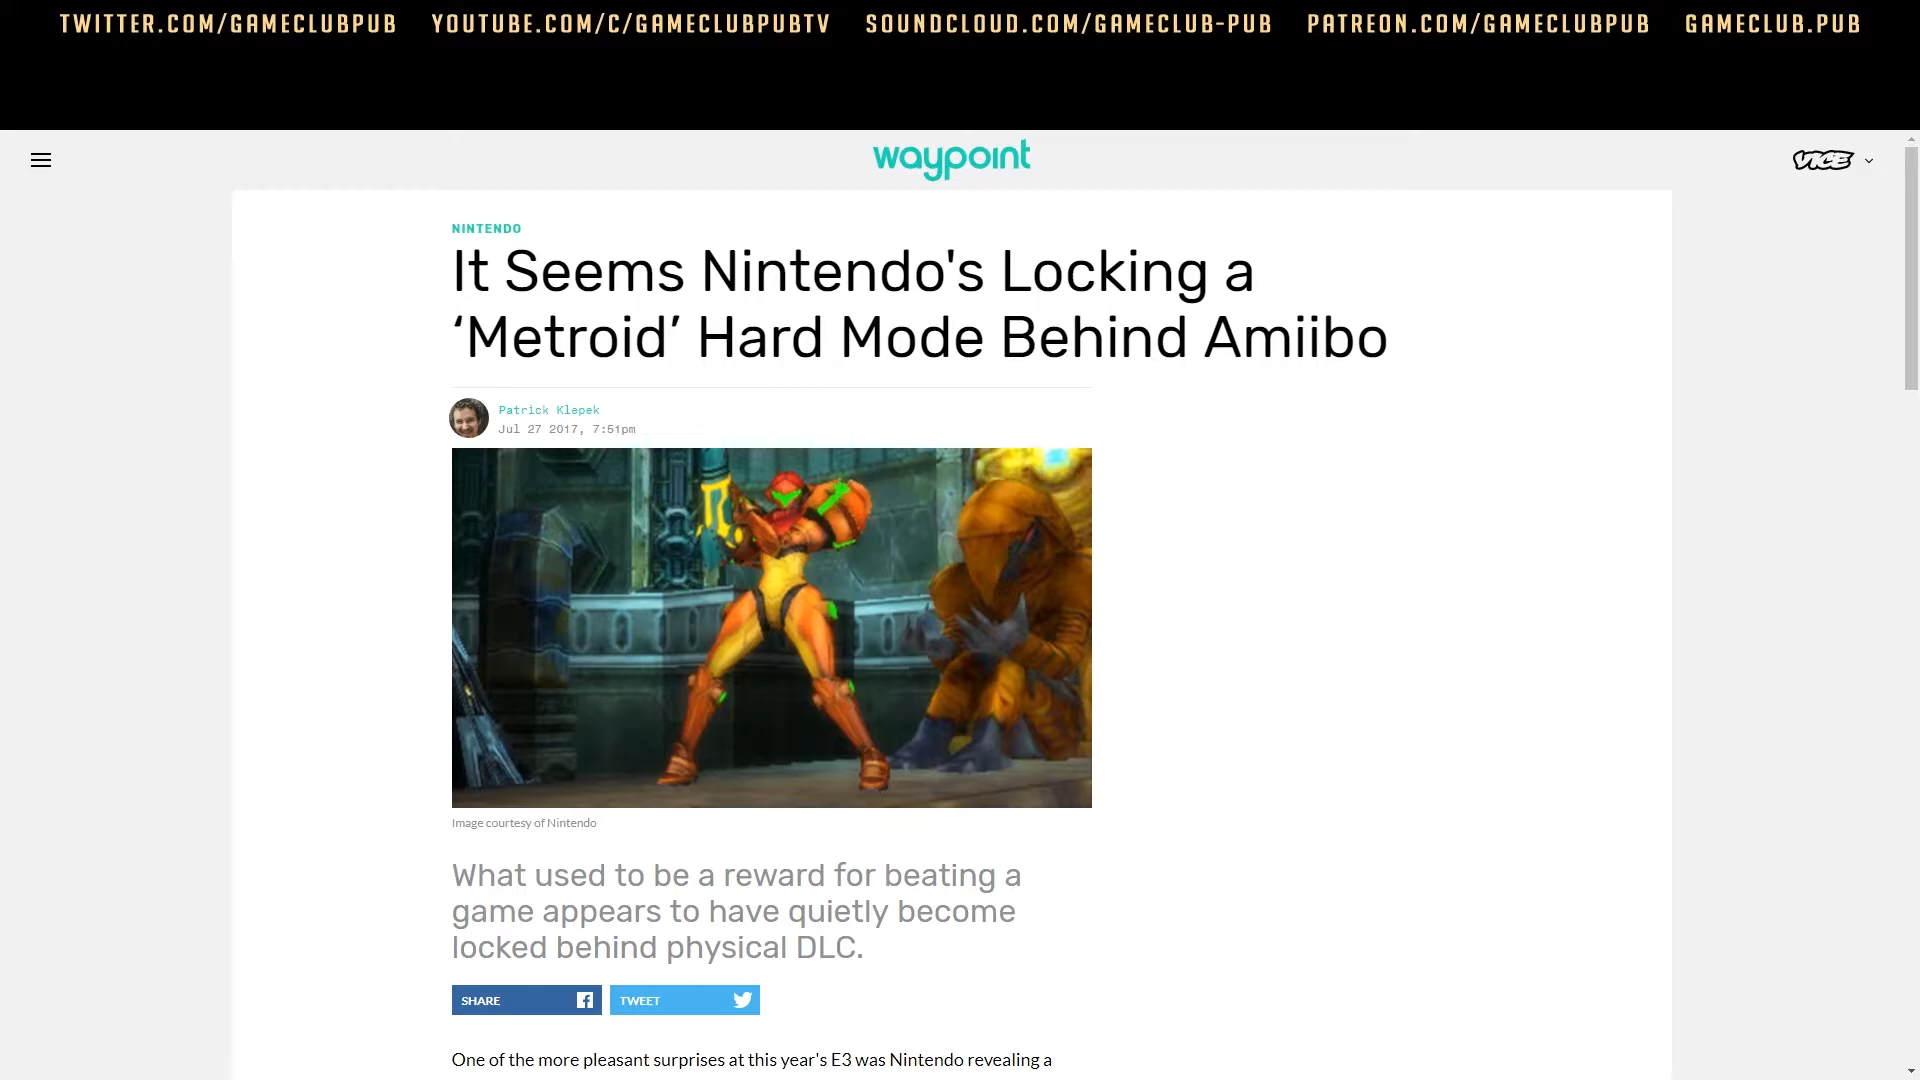 TWITTER.COM/GAMECLUBPUB YOUTUBE.COM/C/GAMECLUBPUBTV SOUNDCLOUD.COM/GAMECLUB-PUB PATREON.COM/GAMECLUBPUB GAMECLUB.PUB
waypoint
VICE
NINTENDO
It Seems Nintendo's Locking a
‘Metroid’ Hard Mode Behind Amiibo
Patrick Klepek
Jul 27 2017, 7:51pm
Image courtesy of Nintendo
What used to be a reward for beating a
game appears to have quietly become
locked behind physical DLC.
SHARE
TWEET
One of the more pleasant surprises at this year's E3 was Nintendo revealing a